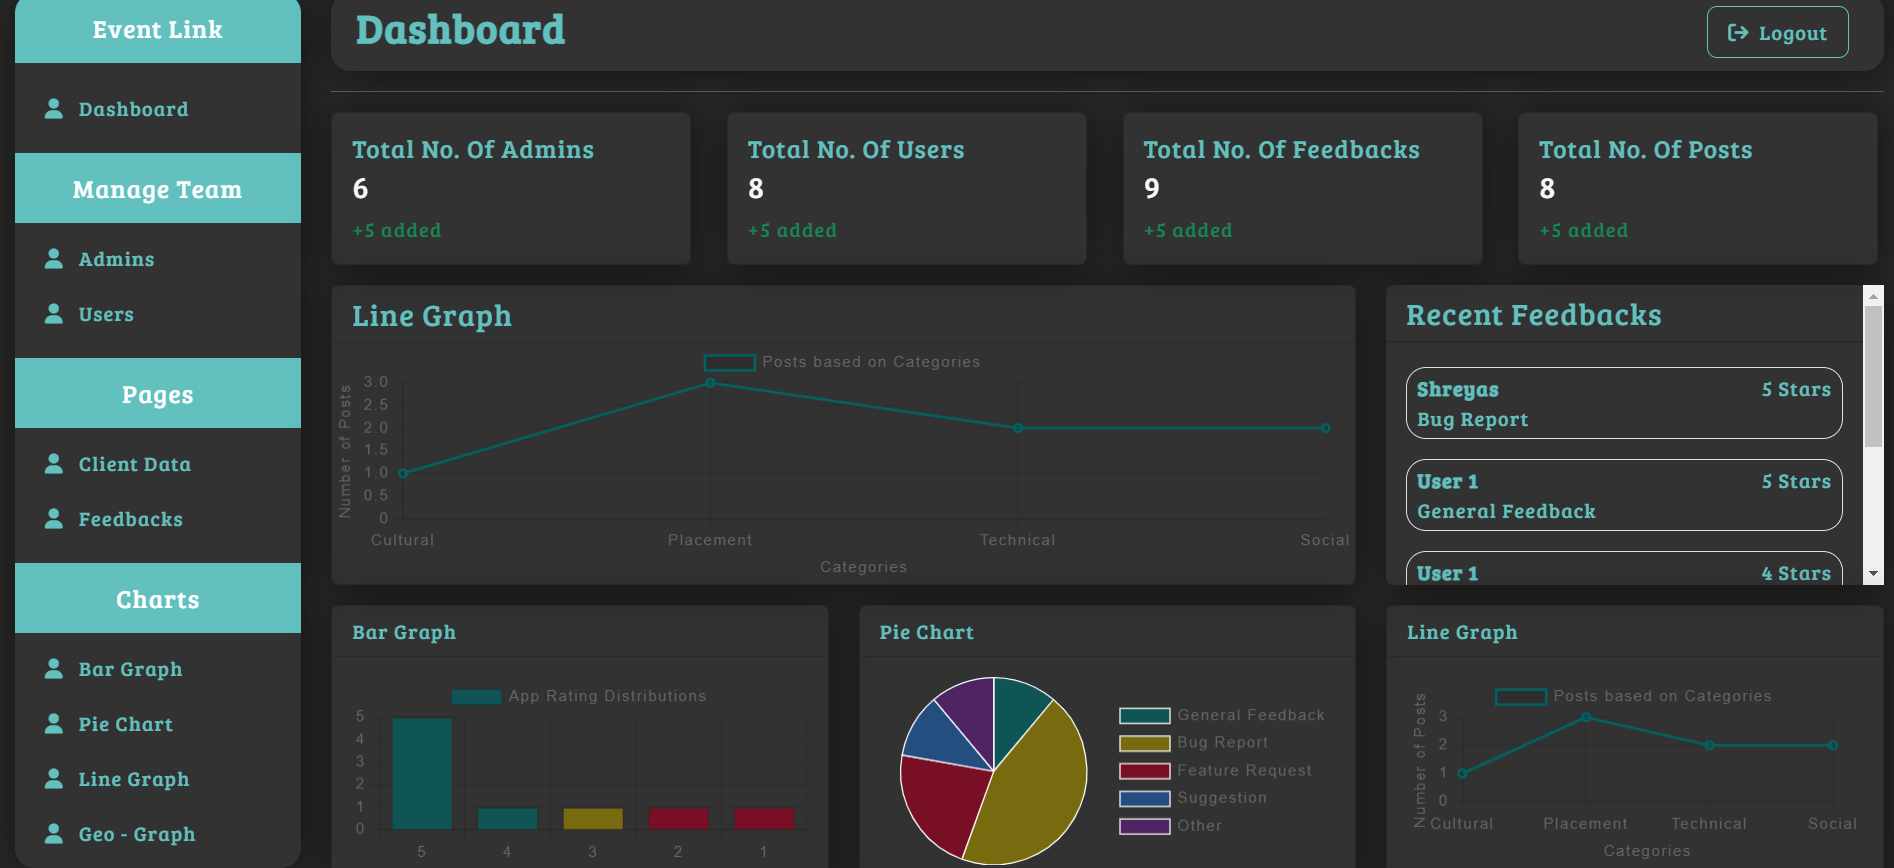 Event Link
Dashboard
Manage Team
Admins
Users
Pages
Client Data
Feedbacks
Charts
Bar Graph
Pie Chart
Line Graph
Geo - Graph
Dashboard
Logout
Total No. Of Admins
6
+5 added
Total No. Of Users
8
+5 added
Total No. Of Feedbacks
9
+5 added
Total No. Of Posts
8
+5 added
Line Graph
Posts based on Categories
Number of Posts
3.0
2.5
2.0
1.5
1.0
0.5
0
Cultural Placement Technical Social
Categories
Recent Feedbacks
Shreyas 5 Stars
Bug Report
User 1 5 Stars
General Feedback
User 1 4 Stars
Bar Graph
App Rating Distributions
5
4
3
2
1
0
5 4 3 2 1
Pie Chart
General Feedback
Bug Report
Feature Request
Suggestion
Other
Line Graph
Posts based on Categories
Number of Posts
3
2
1
0
Cultural Placement Technical Social
Categories